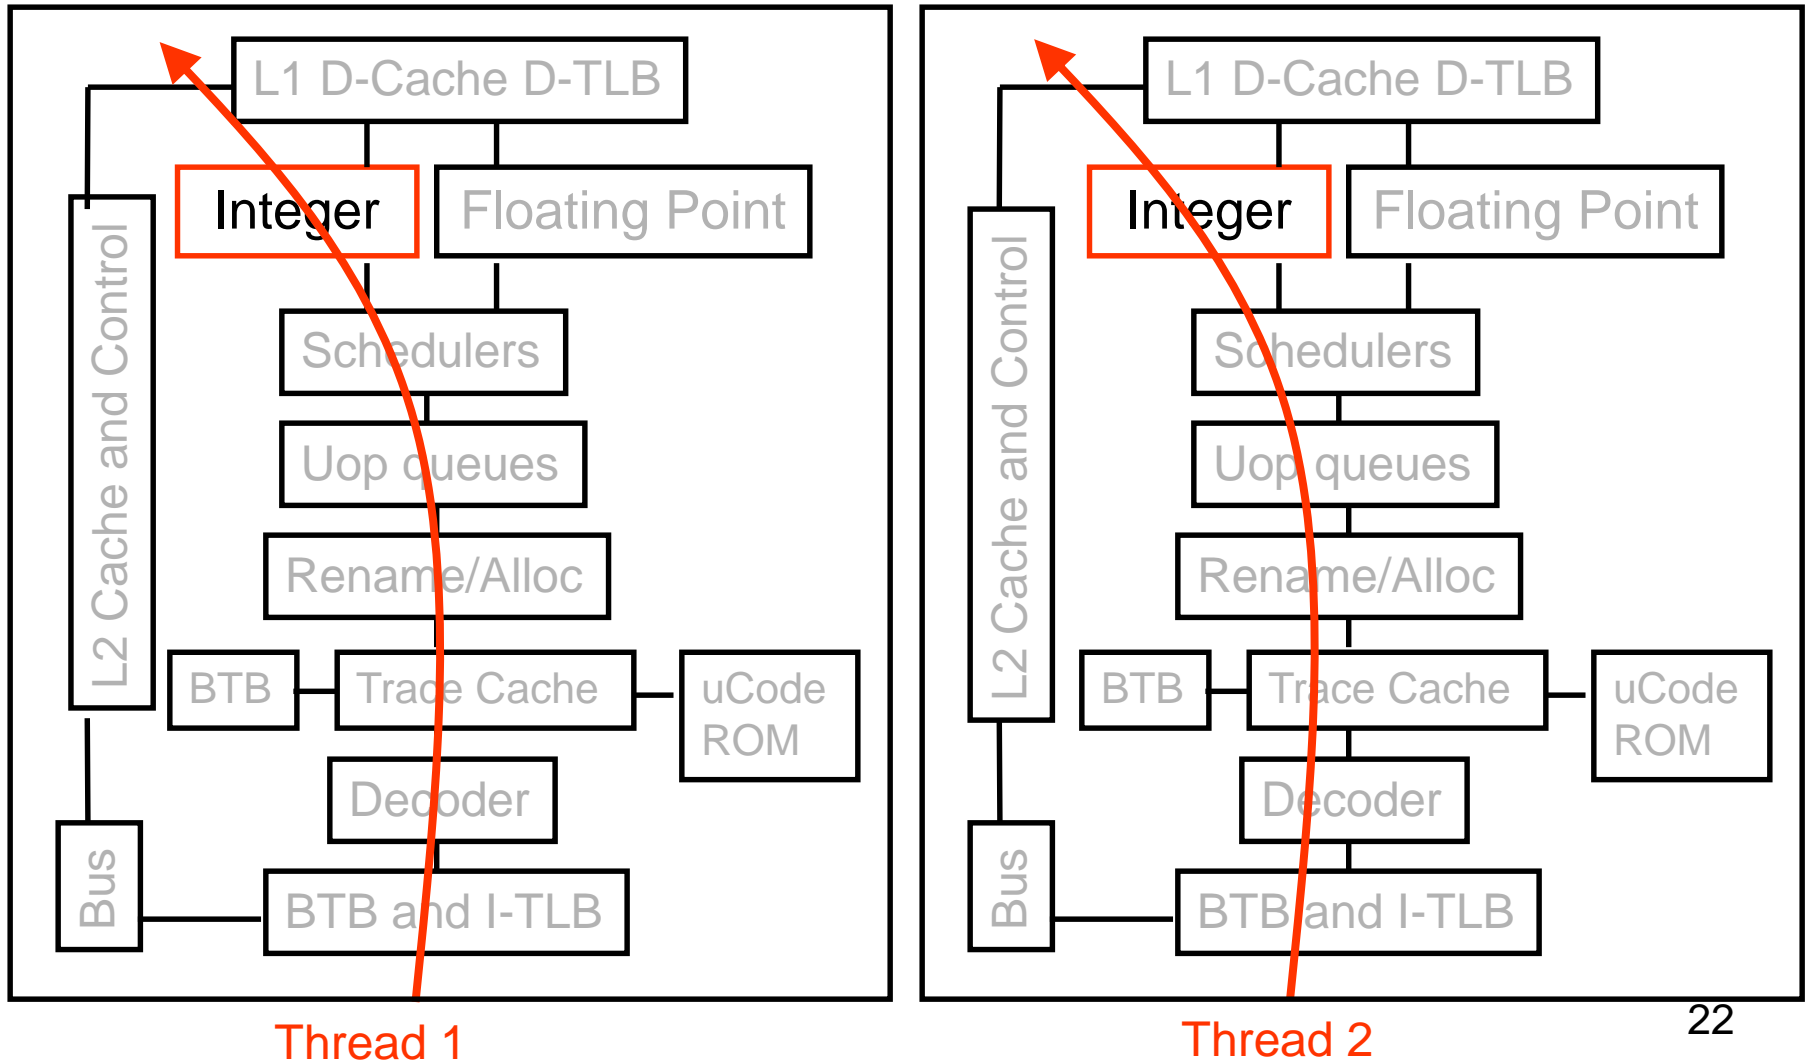 L1 D-Cache D-TLB
Integer
Floating Point
L2 Cache and Control
Schedulers
Uop queues
Rename/Alloc
BTB
Trace Cache
uCode
ROM
Decoder
Bus
BTB and I-TLB
Thread 1
L1 D-Cache D-TLB
Integer
Floating Point
L2 Cache and Control
Schedulers
Uop queues
Rename/Alloc
BTB
Trace Cache
uCode
ROM
Decoder
Bus
BTB and I-TLB
Thread 2
22